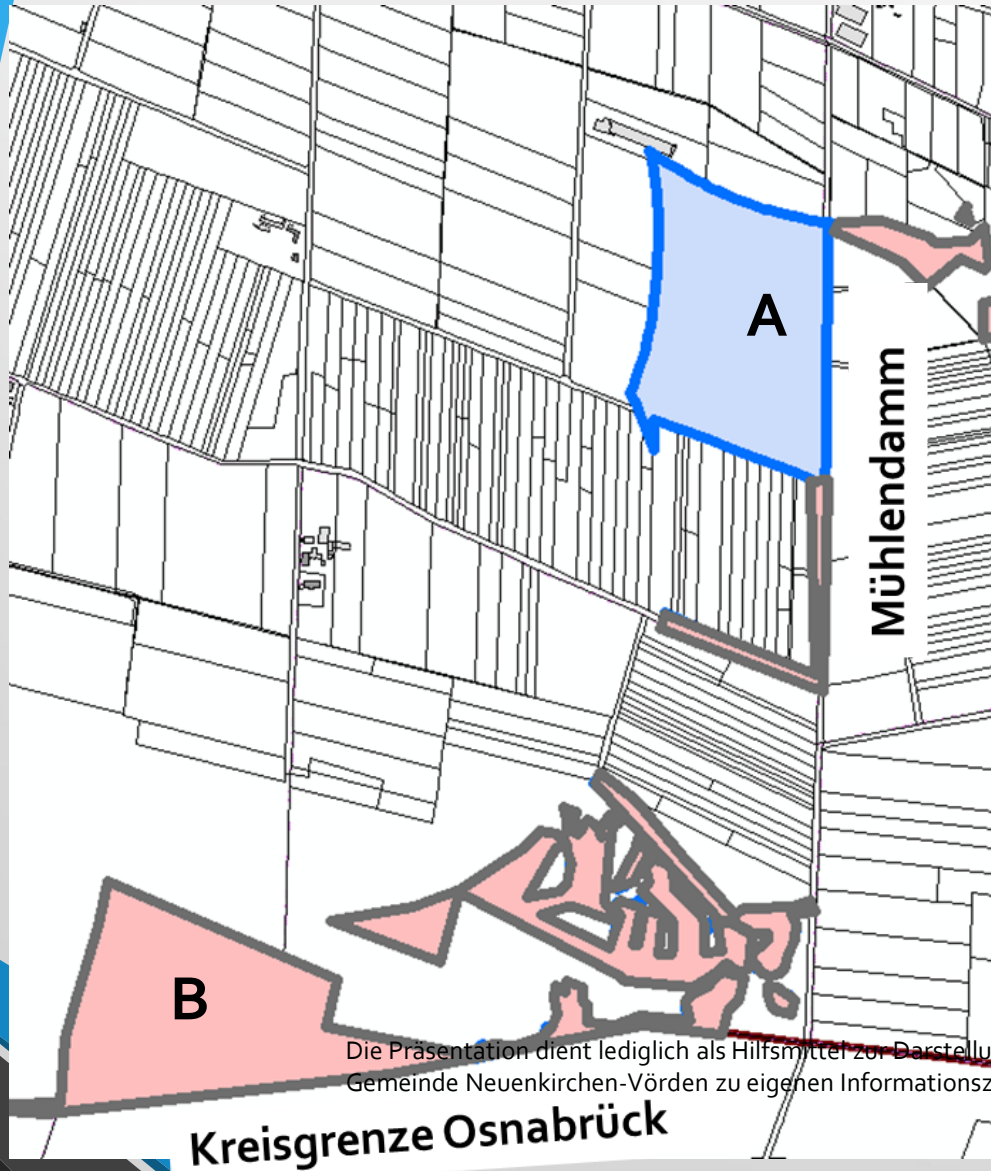 A
Mühlendamm
B
Die Präsentation dient lediglich als Hilfsmittel zur
Gemeinde Neuenkirchen-Vörden zu eigenen
Kreisgrenze Osnabrück